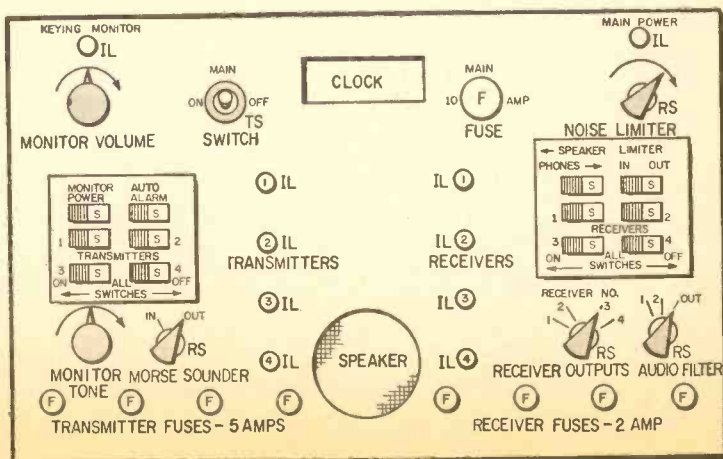 KEYING MONITOR
IL
MONITOR VOLUME
MAIN
ON OFF
TS
SWITCH
CLOCK
MAIN
10 F AMP
FUSE
MAIN POWER
IL
RS
NOISE LIMITER
MONITOR POWER
AUTO ALARM
S S
1 S S 2
TRANSMITTERS
3 S S 4
ON ALL OFF
← SWITCHES →
1 IL
2 IL
TRANSMITTERS
3 IL
4 IL
IL 1
IL 2
RECEIVERS
IL 3
IL 4
← SPEAKER LIMITER
PHONES → IN OUT
S S
1 S S 2
RECEIVERS
3 S S 4
ON ALL OFF
← SWITCHES →
MONITOR TONE
IN OUT
RS
MORSE SOUNDER
SPEAKER
RECEIVER NO.
1 2 3 4
RS
RECEIVER OUTPUTS
1 2 OUT
RS
AUDIO FILTER
F F F F
TRANSMITTER FUSES - 5 AMPS
F F F F
RECEIVER FUSES - 2 AMP